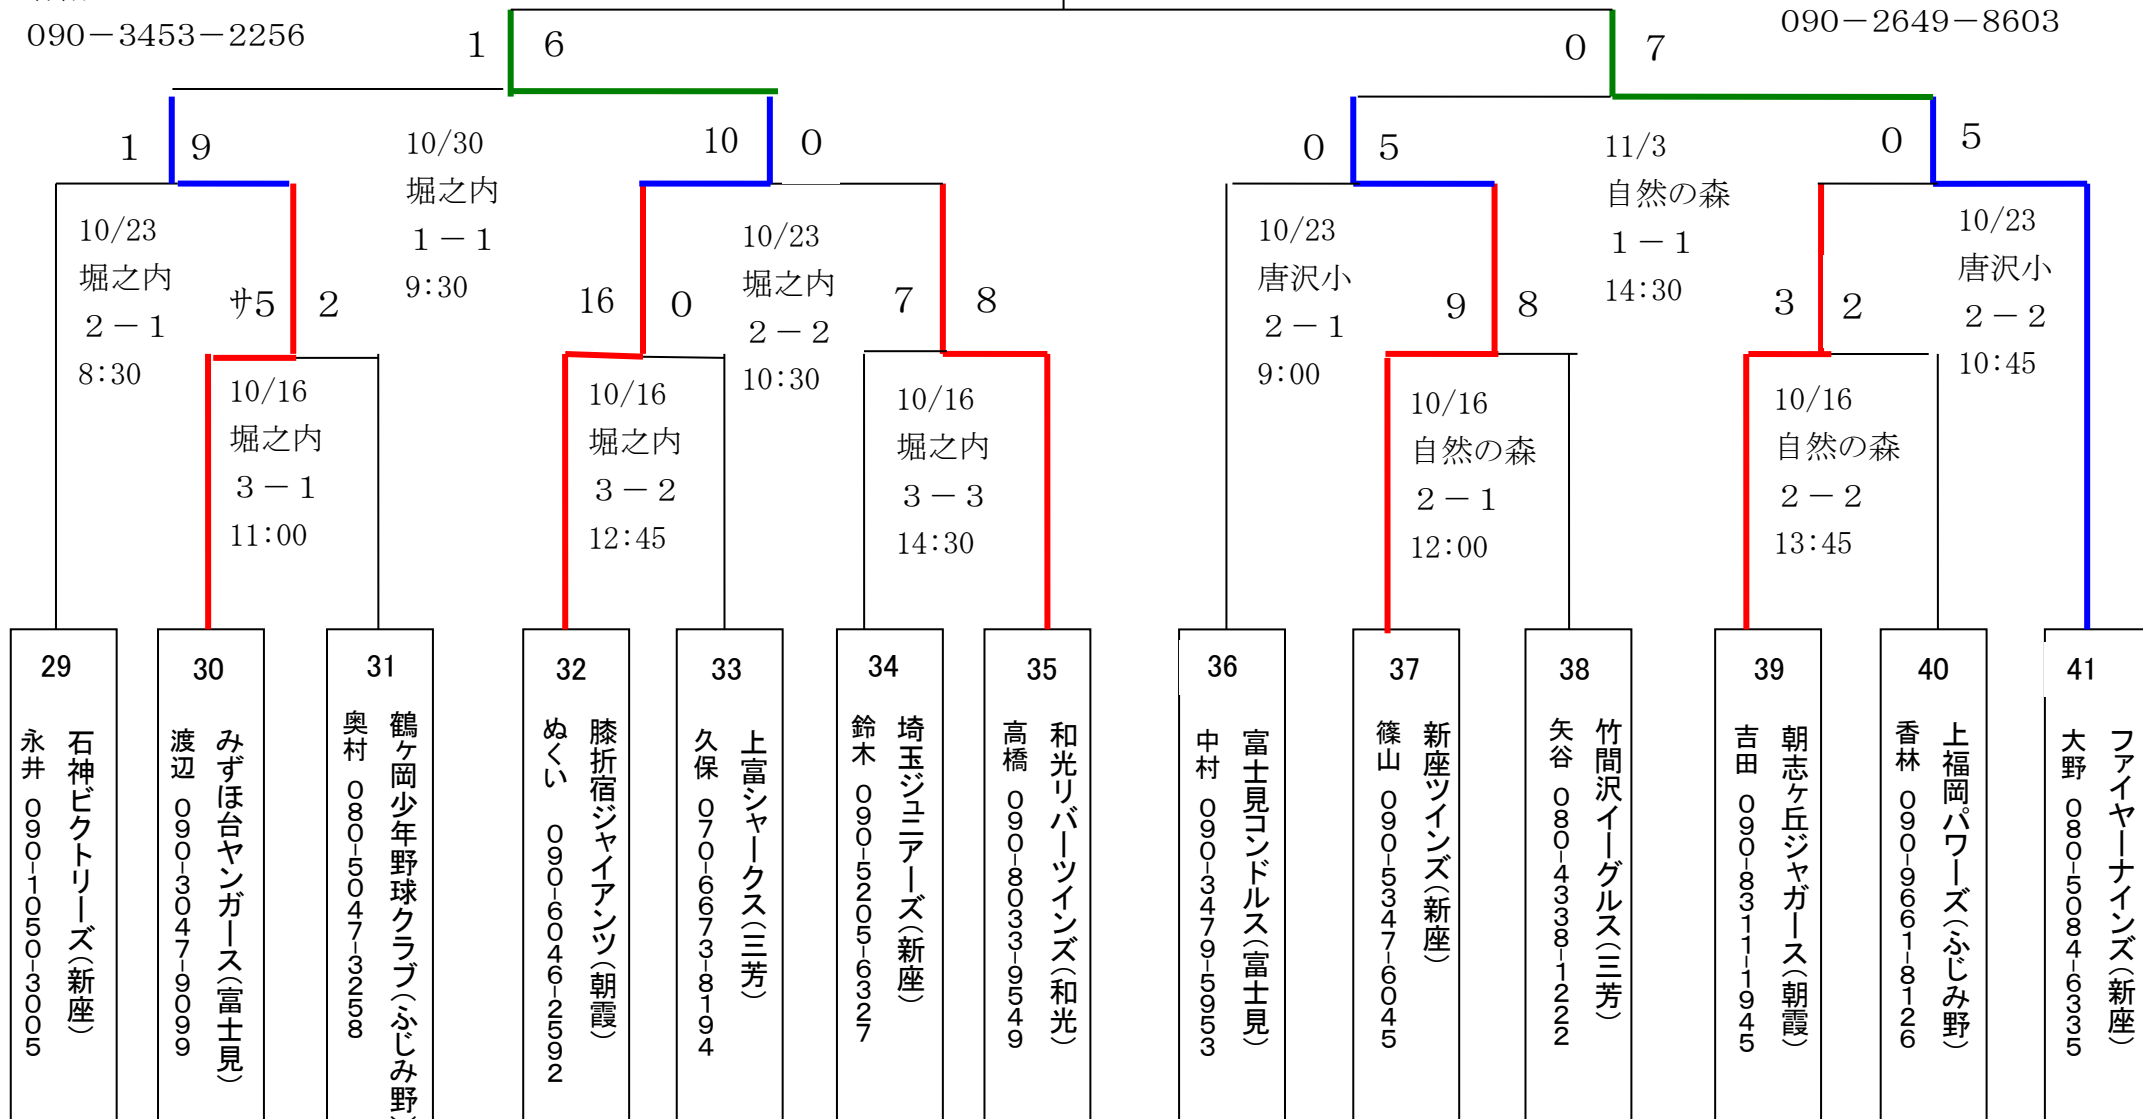 090－3453－2256
1 6
0 7
090－2649－8603
1 9
10/30
堀之内
1－1
9:30
10 0
0 5
11/3
自然の森
1－1
14:30
0 5
10/23
堀之内
2－1
8:30
ｻ5 2
16 0
10/23
堀之内
2－2
10:30
7 8
10/23
唐沢小
2－1
9:00
9 8
3 2
10/23
唐沢小
2－2
10:45
10/16
堀之内
3－1
11:00
10/16
堀之内
3－2
12:45
10/16
堀之内
3－3
14:30
10/16
自然の森
2－1
12:00
10/16
自然の森
2－2
13:45
29
石神ビクトリーズ(新座)
永井 090-1050-3005
30
みずほ台ヤンガース(富士見)
渡辺 090-3047-9099
31
鶴ヶ岡少年野球クラブ(ふじみ野)
奥村 080-5047-3258
32
膝折宿ジャイアンツ(朝霞)
ぬくい 090-6046-2592
33
上富シャークス(三芳)
久保 070-6673-8194
34
埼玉ジュニアーズ(新座)
鈴木 090-5205-6327
35
和光リバーツインズ(和光)
高橋 090-8033-9549
36
富士見コンドルス(富士見)
中村 090-3479-5953
37
新座ツインズ(新座)
篠山 090-5347-6045
38
竹間沢イーグルス(三芳)
矢谷 080-4338-1222
39
朝志ヶ丘ジャガース(朝霞)
吉田 090-8311-1945
40
上福岡パワーズ(ふじみ野)
香林 090-9661-8126
41
ファイヤーナインズ(新座)
大野 080-5084-6335